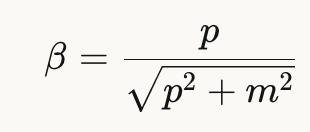 β = p / √(p² + m²)